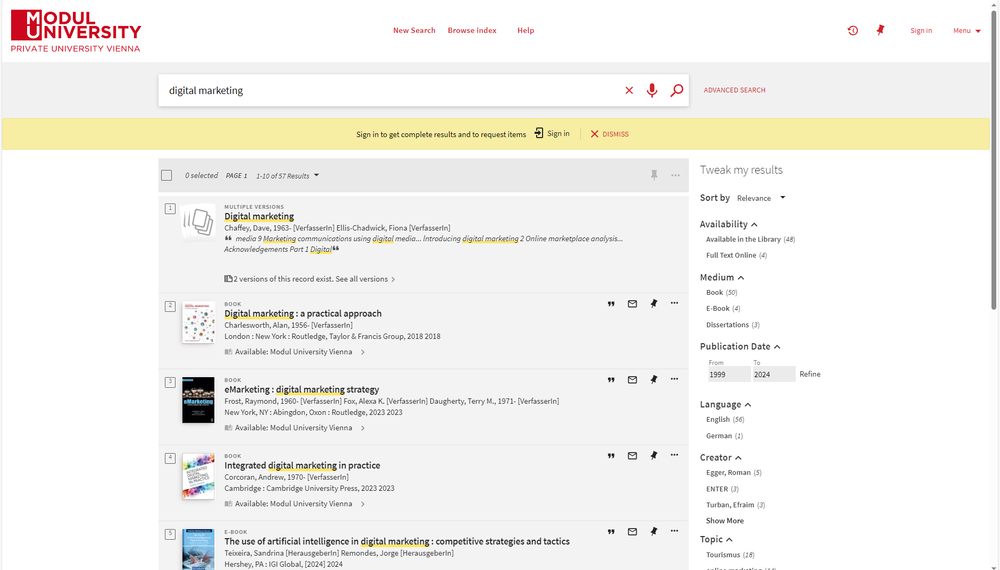 MODUL
UNIVERSITY
PRIVATE UNIVERSITY VIENNA
New Search
Browse index
Help
Sign in
Menu
digital marketing
ADVANCED SEARCH
Sign in to get complete results and to request items
Sign in
DISMISS
0 selected
PAGE 1
1-10 of 57 Results
1
MULTIPLE VERSIONS
Digital marketing
Chaffey, Dave, 1963- [VerfasserIn] Ellis-Chadwick, Fiona [VerfasserIn]
❝ media 9 Marketing communications using digital media... Introducing digital marketing 2 Online marketplace analysis...
Acknowledgements Part 1 Digital❝
2 versions of this record exist. See all versions
2
DIGITAL MARKETING
BOOK
Digital marketing : a practical approach
Charlesworth, Alan, 1956- [VerfasserIn]
London : New York : Routledge, Taylor & Francis Group, 2018 2018
Available: Modul University Vienna
3
eMarketing
BOOK
eMarketing : digital marketing strategy
Frost, Raymond, 1960- [VerfasserIn] Fox, Alexa K. [VerfasserIn] Daugherty, Terry M., 1971- [VerfasserIn]
New York, NY : Abingdon, Oxon : Routledge, 2023 2023
Available: Modul University Vienna
4
INTEGRATED
DIGITAL
MARKETING
IN PRACTICE
BOOK
Integrated digital marketing in practice
Corcoran, Andrew, 1970- [VerfasserIn]
Cambridge : Cambridge University Press, 2023 2023
Available: Modul University Vienna
5
E-BOOK
The use of artificial intelligence in digital marketing : competitive strategies and tactics
Teixeira, Sandrina [HerausgeberIn] Remondes, Jorge [HerausgeberIn]
Hershey, PA : IGI Global, [2024] 2024
Tweak my results
Sort by Relevance
Availability
Available in the Library (48)
Full Text Online (4)
Medium
Book (50)
E-Book (4)
Dissertations (3)
Publication Date
From
To
1999
2024
Refine
Language
English (56)
German (1)
Creator
Egger, Roman (5)
ENTER (3)
Turban, Efraim (3)
Show More
Topic
Tourismus (18)
online marketing (14)